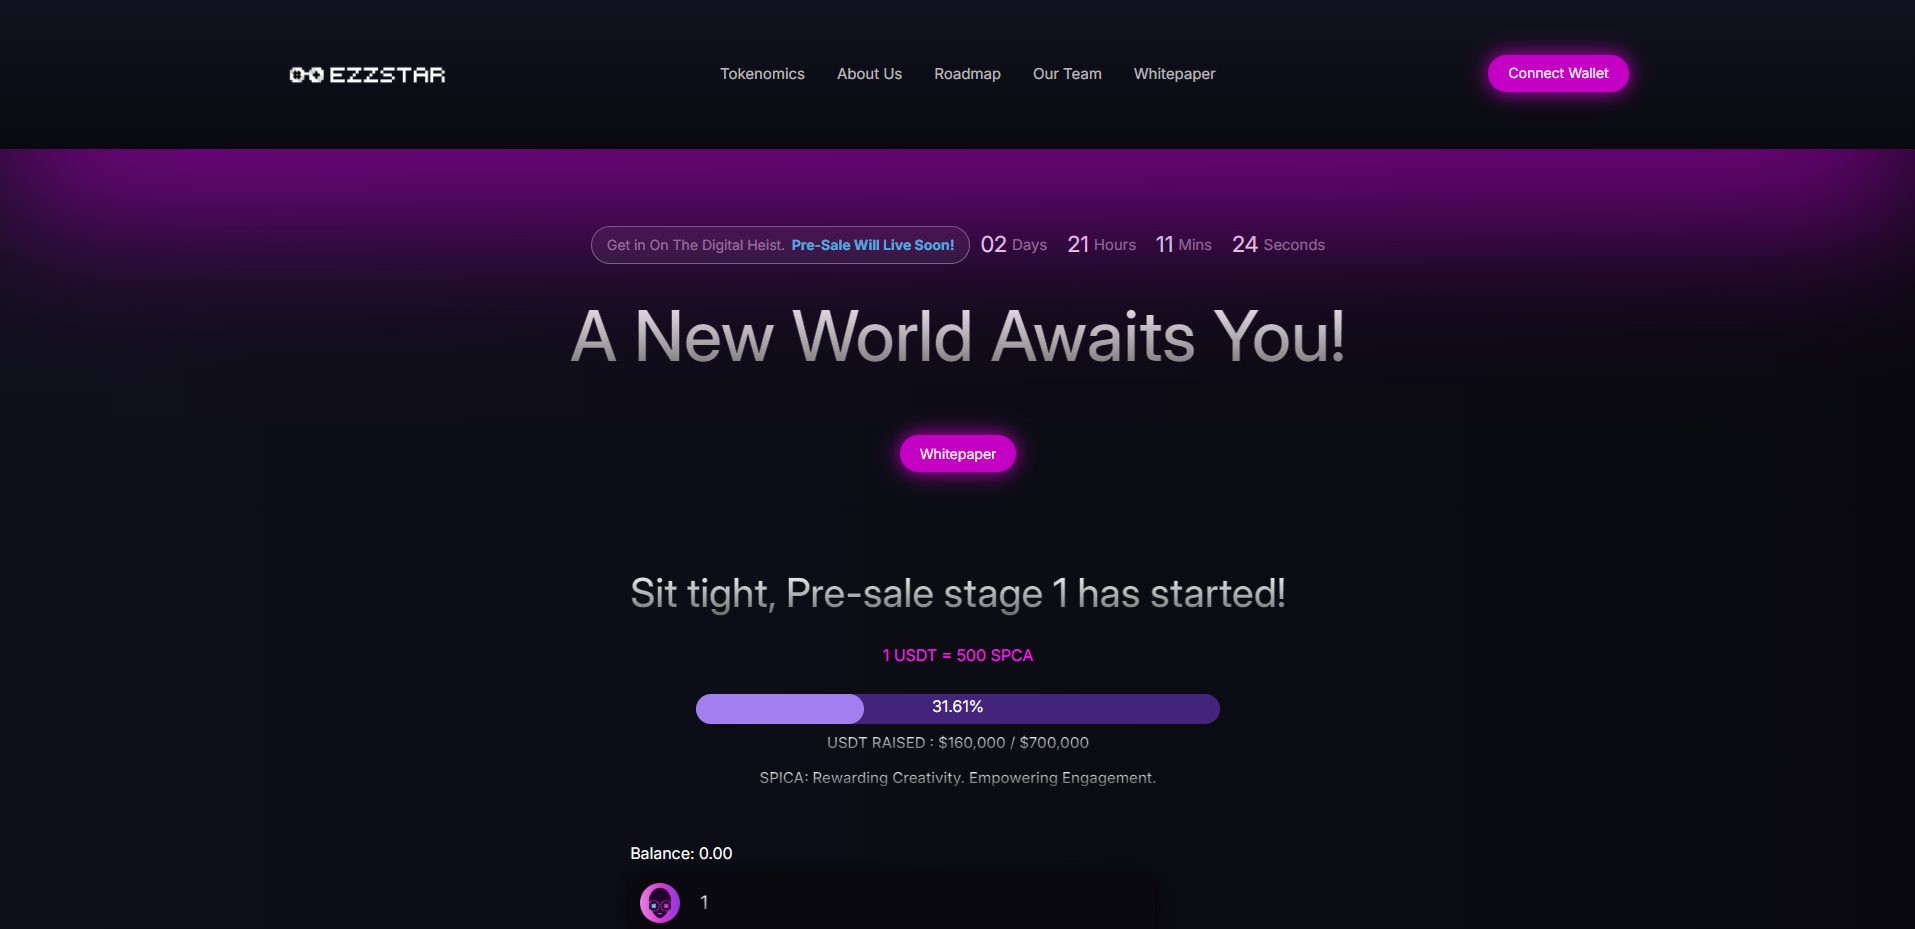 EZZSTAR
Tokenomics About Us Roadmap Our Team Whitepaper
Connect Wallet
Get in On The Digital Heist. Pre-Sale Will Live Soon! 02 Days 21 Hours 11 Mins 24 Seconds
A New World Awaits You!
Whitepaper
Sit tight, Pre-sale stage 1 has started!
1 USDT = 500 SPCA
31.61%
USDT RAISED : $160,000 / $700,000
SPICA: Rewarding Creativity. Empowering Engagement.
Balance: 0.00
1